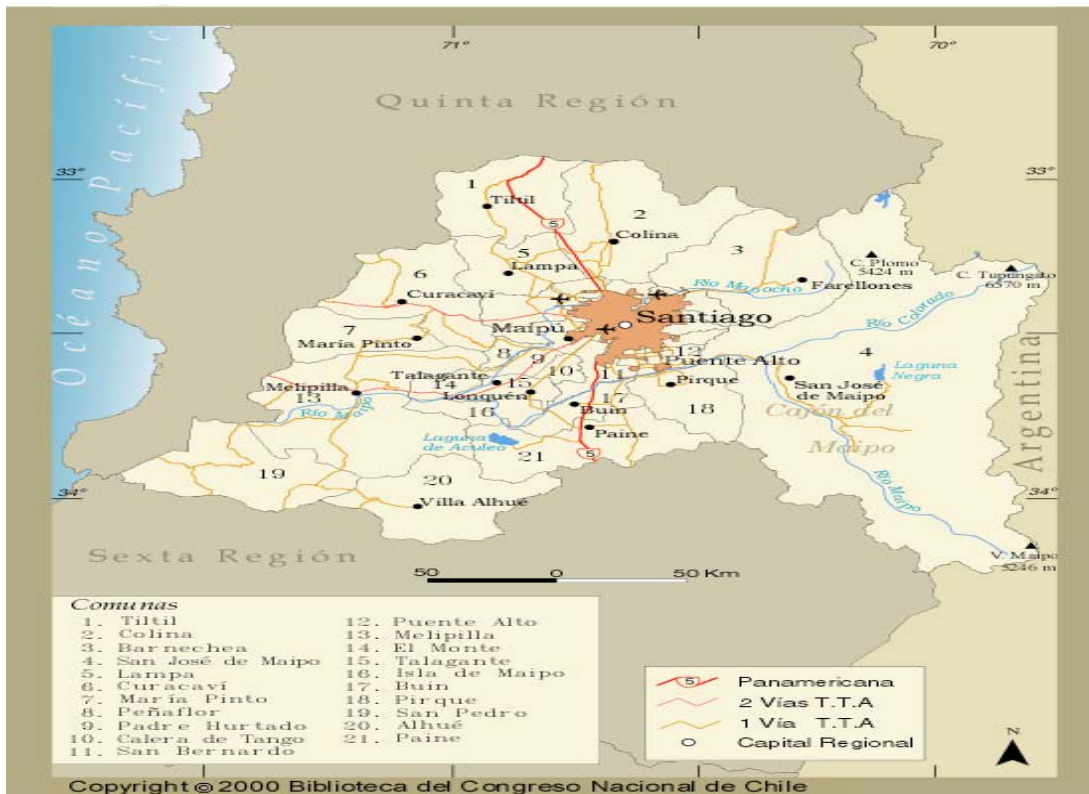 71°
70°
Quinta Región
Océano Pacífic
33°
33°
1
Tiltil
5
2
Colina
3
5
Lampa
C. Plomo
5424 m
C. Tupungato
6570 m
6
Curacaví
Río Mapocho
Farellones
Santiago
Río Colorado
7
María Pinto
Maipú
8
9
10
12
Puente Alto
4
Laguna
Negra
Talagante
14
15
11
Pirque
San José
de Maipo
Melipilla
13
Lonquén
17
18
Río Maipo
16
Buin
Cajón del
Maipo
Laguna
de Aculeo
Paine
21
5
Argentina
19
20
Villa Alhué
Río Maipo
34°
34°
Sexta Región
V. Maipo
5246 m
50
0
50 Km
Comunas
1. Tiltil
2. Colina
3. Barnechea
4. San José de Maipo
5. Lampa
6. Curacaví
7. María Pinto
8. Peñaflor
9. Padre Hurtado
10. Calera de Tango
11. San Bernardo
12. Puente Alto
13. Melipilla
14. El Monte
15. Talagante
16. Isla de Maipo
17. Buin
18. Pirque
19. San Pedro
20. Alhué
21. Paine
5 Panamericana
2 Vías T.T.A
1 Vía T.T.A
Capital Regional
N
Copyright © 2000 Biblioteca del Congreso Nacional de Chile